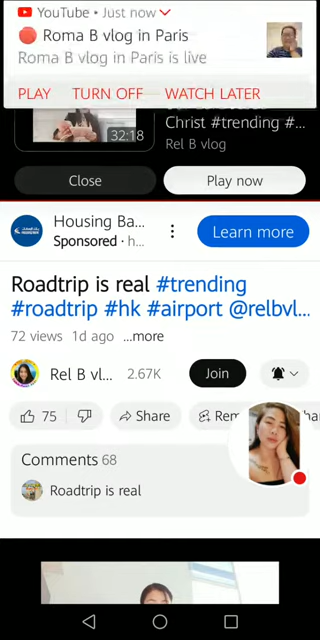 YouTube • Just now
Roma B vlog in Paris
Roma B vlog in Paris is live
PLAY TURN OFF WATCH LATER
Christ #trending #...
Rel B vlog
32:18
Close Play now
Housing Ba...
Sponsored · h...
Learn more
Roadtrip is real #trending
#roadtrip #hk #airport @relbvl...
72 views 1d ago ...more
Rel B vl... 2.67K Join
75 Share
Comments 68
Roadtrip is real